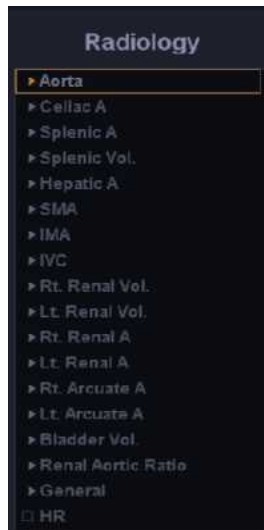 Radiology
Aorta
Celiac A
Splenic A
Splenic Vol.
Hepatic A
SMA
IMA
IVC
Rt. Renal Vol.
Lt. Renal Vol.
Rt. Renal A
Lt. Renal A
Rt. Arcuate A
Lt. Arcuate A
Bladder Vol.
Renal Aortic Ratio
General
HR